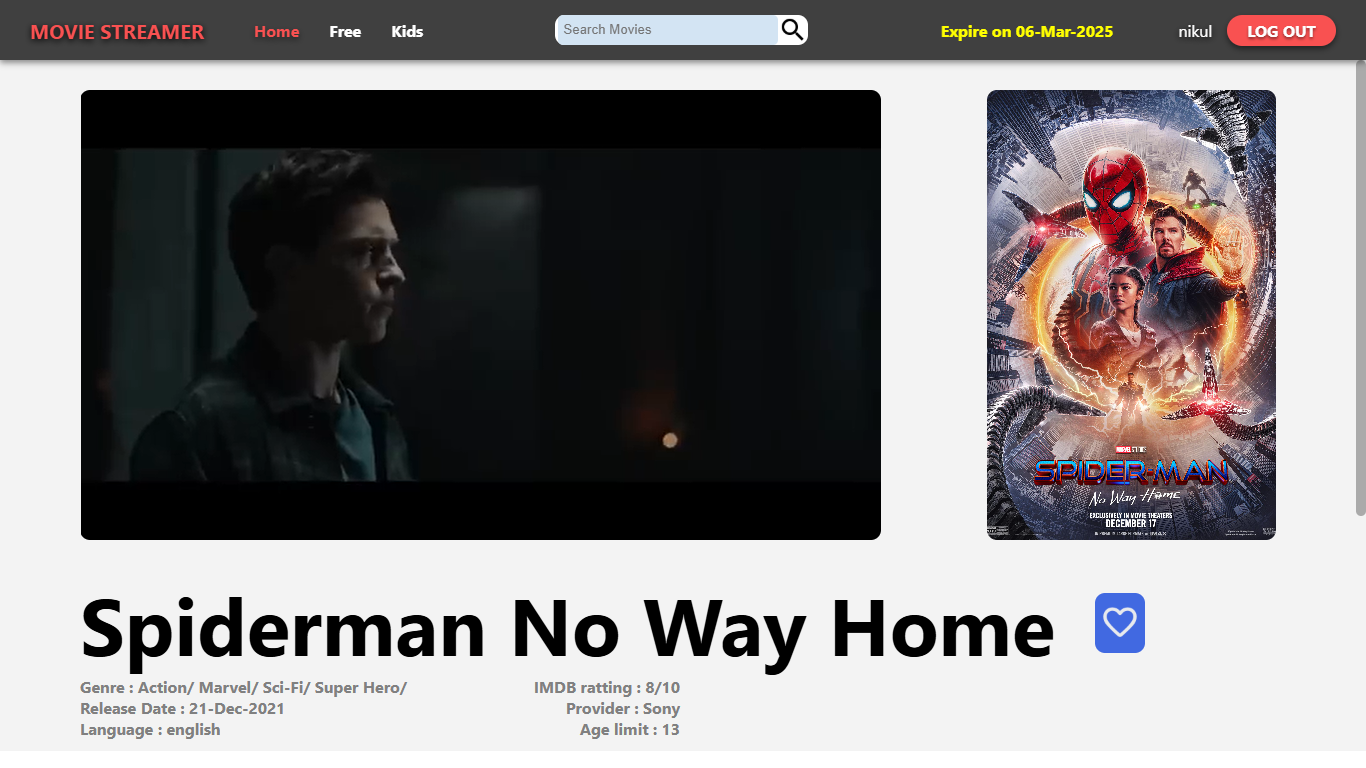 MOVIE STREAMER Home Free Kids Search Movies Expire on 06-Mar-2025 nikul LOG OUT
MARVEL STUDIOS
SPIDER-MAN
No Way Home
EXCLUSIVELY IN MOVIE THEATERS
DECEMBER 17
Spiderman No Way Home
Genre : Action/ Marvel/ Sci-Fi/ Super Hero/ IMDB ratting : 8/10
Release Date : 21-Dec-2021 Provider : Sony
Language : english Age limit : 13